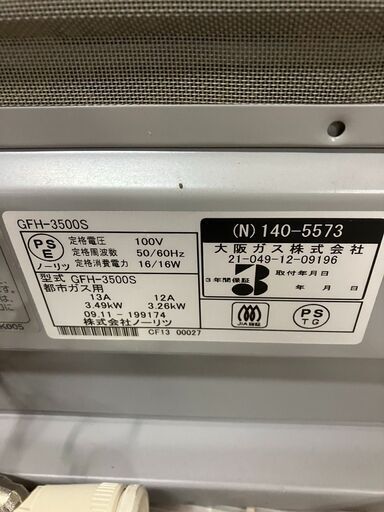 GFH-3500S
PS
E
ノーリツ
定格電圧 100V
定格周波数 50/60Hz
定格消費電力 16/16W
型式 GFH-3500S
都市ガス用
13A 12A
3.49kW 3.26kW
09.11-199174
株式会社ノーリツ
CF13 00027
(N) 140-5573
大阪ガス株式会社
21-049-12-09196
3年間保証
3
取付年月日
年 月 日
JIA認証
PS
TG
K005